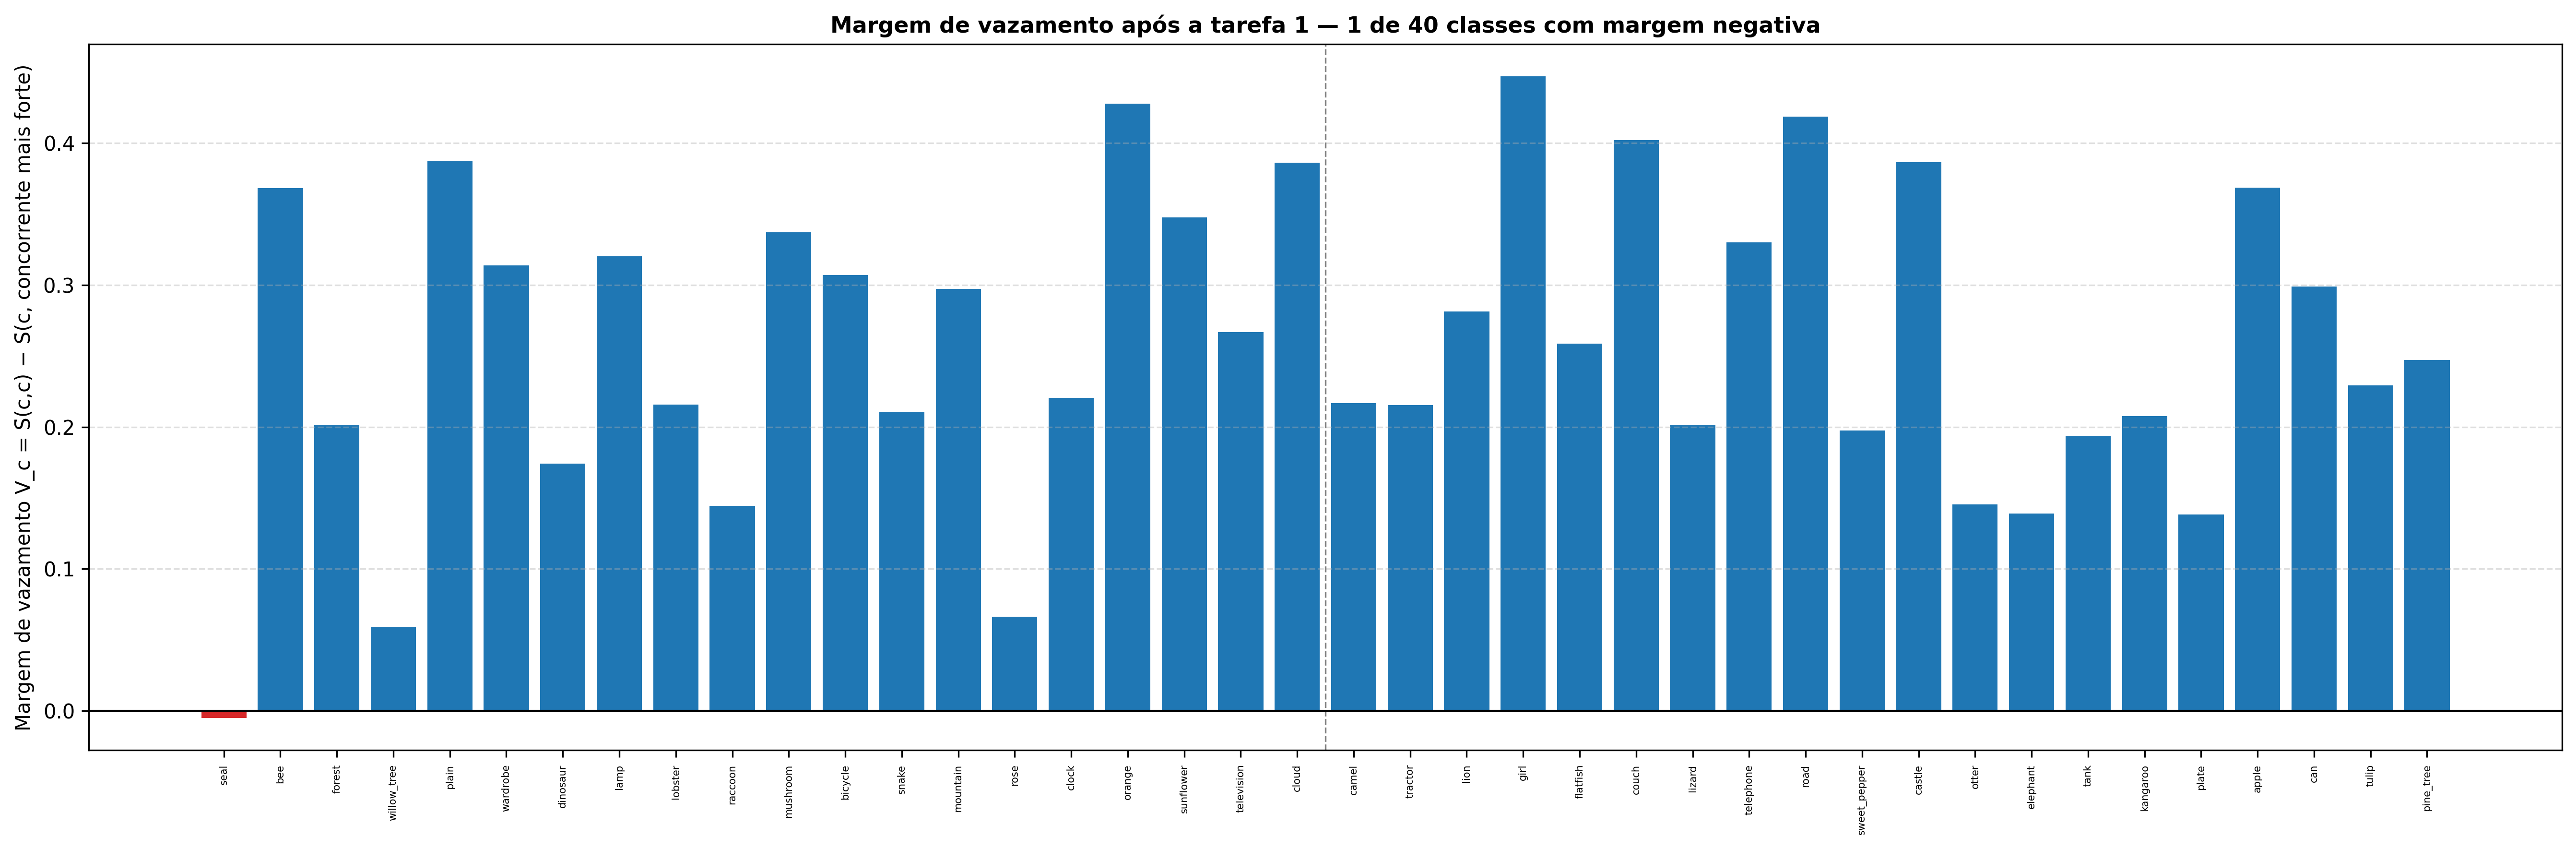 Margem de vazamento após a tarefa 1 — 1 de 40 classes com margem negativa
Margem de vazamento V_c = S(c,c) − S(c, concorrente mais forte)
0.4
0.3
0.2
0.1
0.0
seal
bee
forest
willow_tree
plain
wardrobe
dinosaur
lamp
lobster
raccoon
mushroom
bicycle
snake
mountain
rose
clock
orange
sunflower
television
cloud
camel
tractor
lion
girl
flatfish
couch
lizard
telephone
road
sweet_pepper
castle
otter
elephant
tank
kangaroo
plate
apple
can
tulip
pine_tree